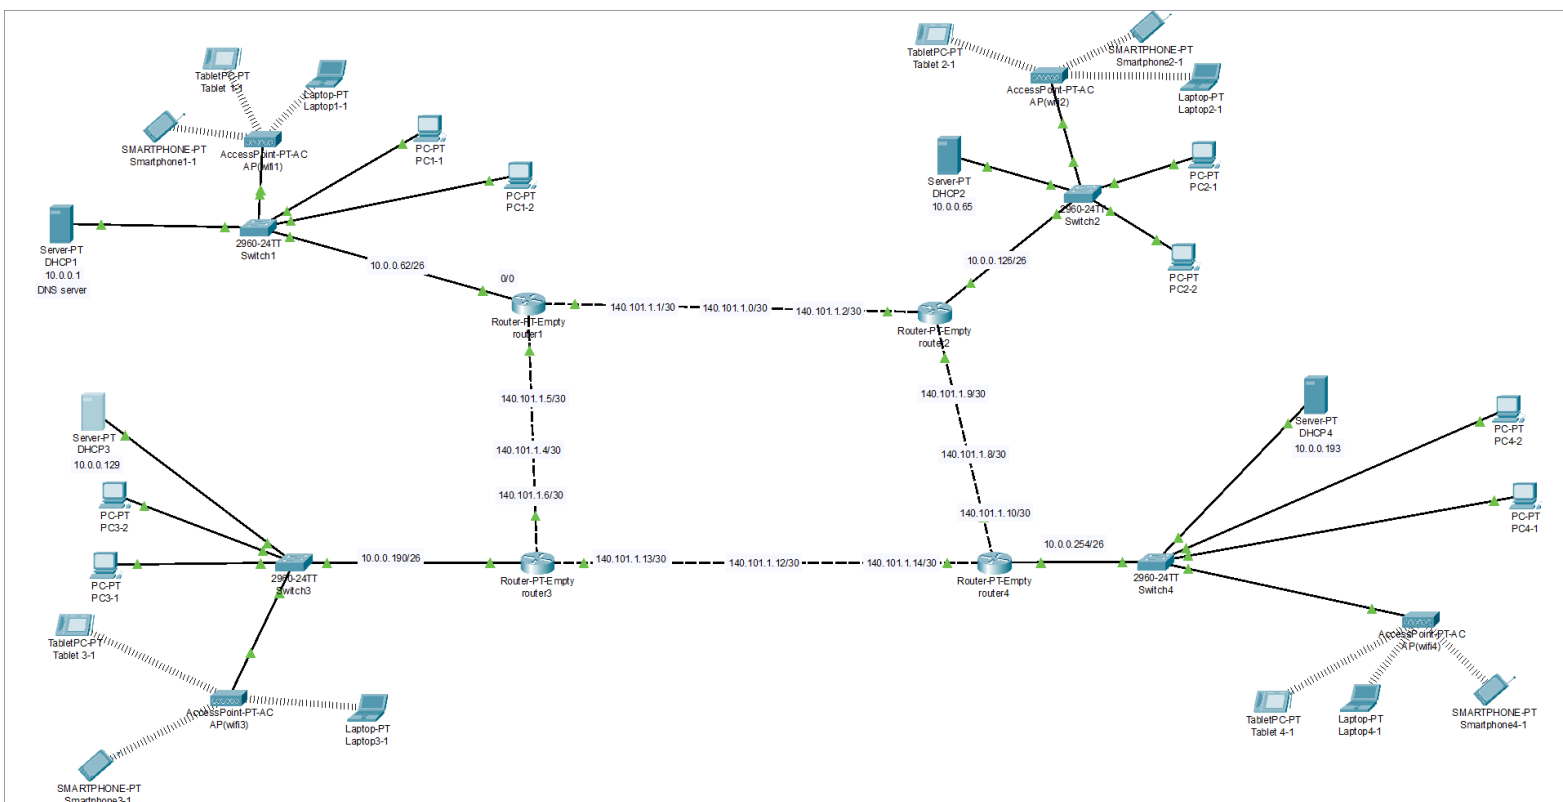 TabletPC-PT
Tablet 1-1
Laptop-PT
Laptop1-1
SMARTPHONE-PT
Smartphone1-1
AccessPoint-PT-AC
AP(wifi1)
PC-PT
PC1-1
PC-PT
PC1-2
Server-PT
DHCP1
10.0.0.1
DNS server
2960-24TT
Switch1
10.0.0.62/26
0/0
Router-PT-Empty
router1
140.101.1.1/30
140.101.1.0/30
140.101.1.2/30
TabletPC-PT
Tablet 2-1
SMARTPHONE-PT
Smartphone2-1
AccessPoint-PT-AC
AP(wifi2)
Laptop-PT
Laptop2-1
Server-PT
DHCP2
10.0.0.65
PC-PT
PC2-1
2960-24TT
Switch2
PC-PT
PC2-2
10.0.0.126/26
Router-PT-Empty
router2
140.101.1.5/30
140.101.1.4/30
140.101.1.6/30
140.101.1.9/30
140.101.1.8/30
140.101.1.10/30
Server-PT
DHCP3
10.0.0.129
PC-PT
PC3-2
PC-PT
PC3-1
2960-24TT
Switch3
10.0.0.190/26
Router-PT-Empty
router3
140.101.1.13/30
140.101.1.12/30
140.101.1.14/30
Router-PT-Empty
router4
10.0.0.254/26
2960-24TT
Switch4
Server-PT
DHCP4
10.0.0.193
PC-PT
PC4-2
PC-PT
PC4-1
TabletPC-PT
Tablet 3-1
AccessPoint-PT-AC
AP(wifi3)
Laptop-PT
Laptop3-1
SMARTPHONE-PT
Smartphone3-1
AccessPoint-PT-AC
AP(wifi4)
TabletPC-PT
Tablet 4-1
Laptop-PT
Laptop4-1
SMARTPHONE-PT
Smartphone4-1